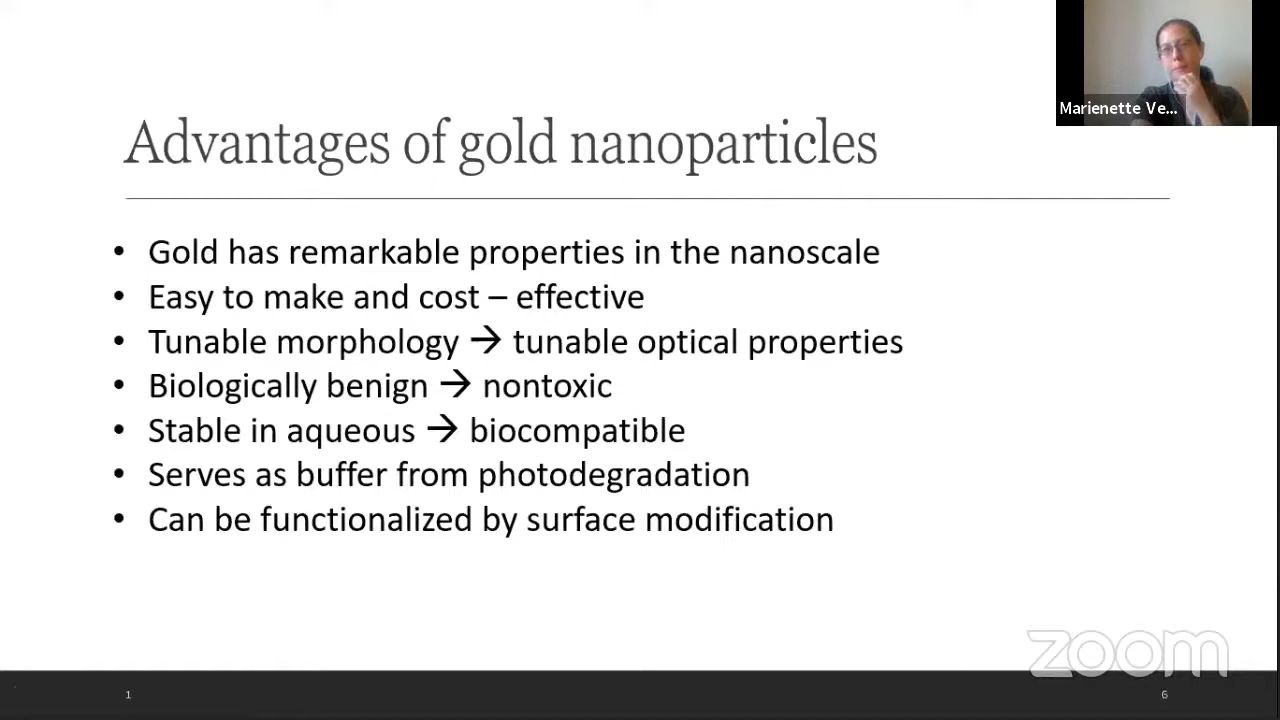 Marienette Ve...
Advantages of gold nanoparticles
• Gold has remarkable properties in the nanoscale
• Easy to make and cost – effective
• Tunable morphology → tunable optical properties
• Biologically benign → nontoxic
• Stable in aqueous → biocompatible
• Serves as buffer from photodegradation
• Can be functionalized by surface modification
zoom
1
6